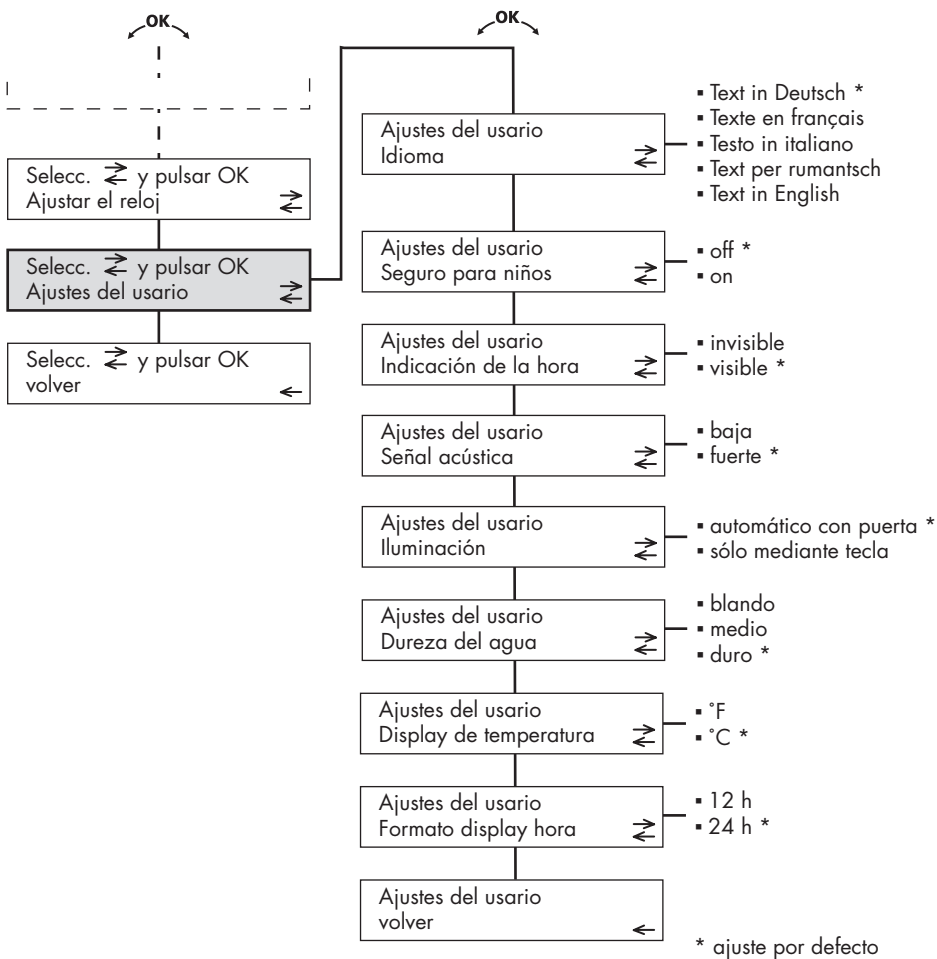 OK
OK
Selecc. ⇄ y pulsar OK
Ajustar el reloj
Selecc. ⇄ y pulsar OK
Ajustes del usario
Selecc. ⇄ y pulsar OK
volver
Ajustes del usario
Idioma
▪ Text in Deutsch *
▪ Texte en français
▪ Testo in italiano
▪ Text per rumantsch
▪ Text in English
Ajustes del usario
Seguro para niños
▪ off *
▪ on
Ajustes del usario
Indicación de la hora
▪ invisible
▪ visible *
Ajustes del usario
Señal acústica
▪ baja
▪ fuerte *
Ajustes del usario
Iluminación
▪ automático con puerta *
▪ sólo mediante tecla
Ajustes del usario
Dureza del agua
▪ blando
▪ medio
▪ duro *
Ajustes del usario
Display de temperatura
▪ °F
▪ °C *
Ajustes del usario
Formato display hora
▪ 12 h
▪ 24 h *
Ajustes del usario
volver
* ajuste por defecto